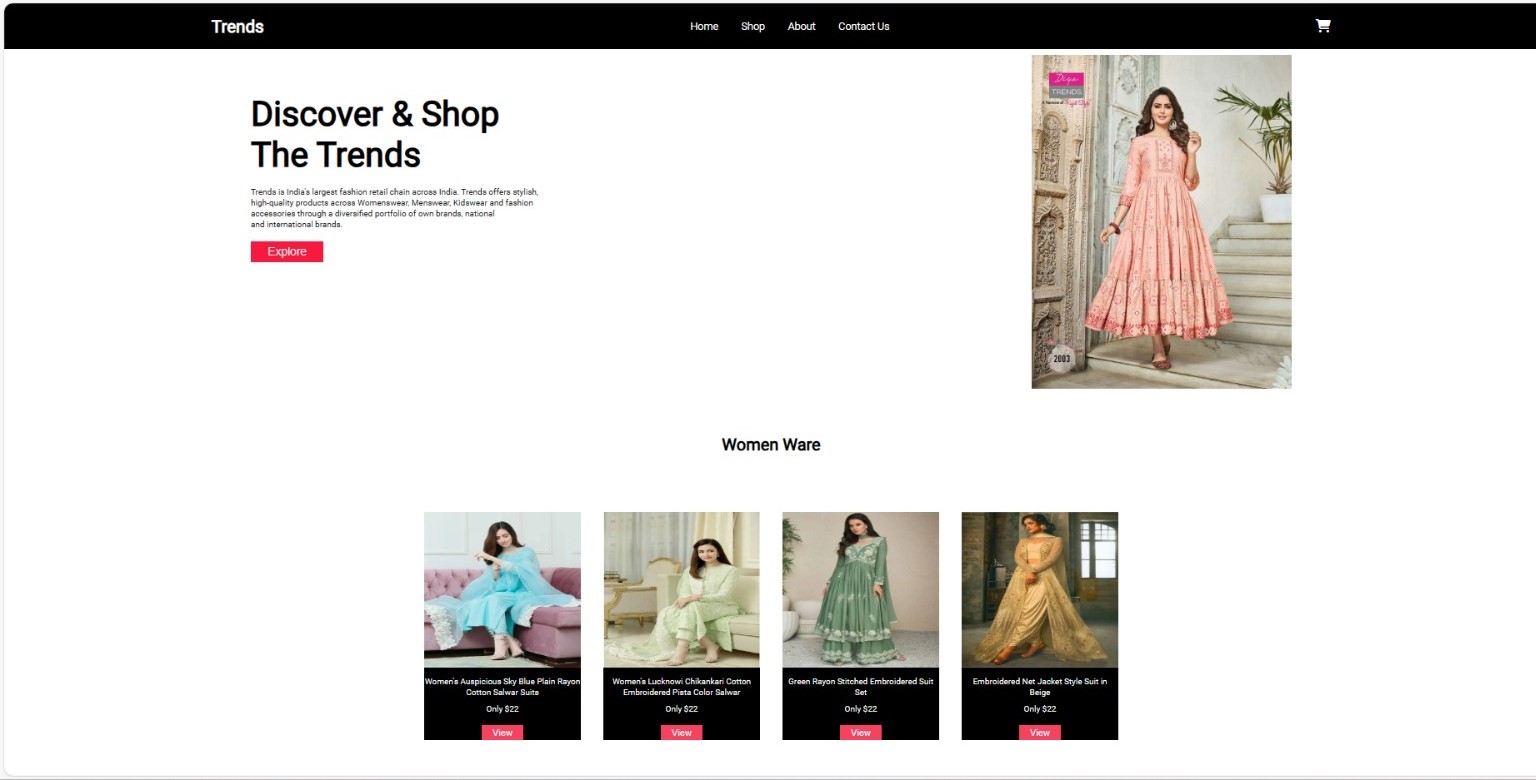 Trends
Home
Shop
About
Contact Us
Discover & Shop
The Trends
Trends is India's largest fashion retail chain across India. Trends offers stylish,
high-quality products across Womenswear, Menswear, Kidswear and fashion
accessories through a diversified portfolio of own brands, national
and international brands.
Explore
Diya
TRENDS
2003
Women Ware
Women's Auspicious Sky Blue Plain Rayon
Cotton Salwar Suits
Only $22
View
Women's Lucknowi Chikankari Cotton
Embroidered Pista Color Salwar
Only $22
View
Green Rayon Stitched Embroidered Suit
Set
Only $22
View
Embroidered Net Jacket Style Suit in
Beige
Only $22
View